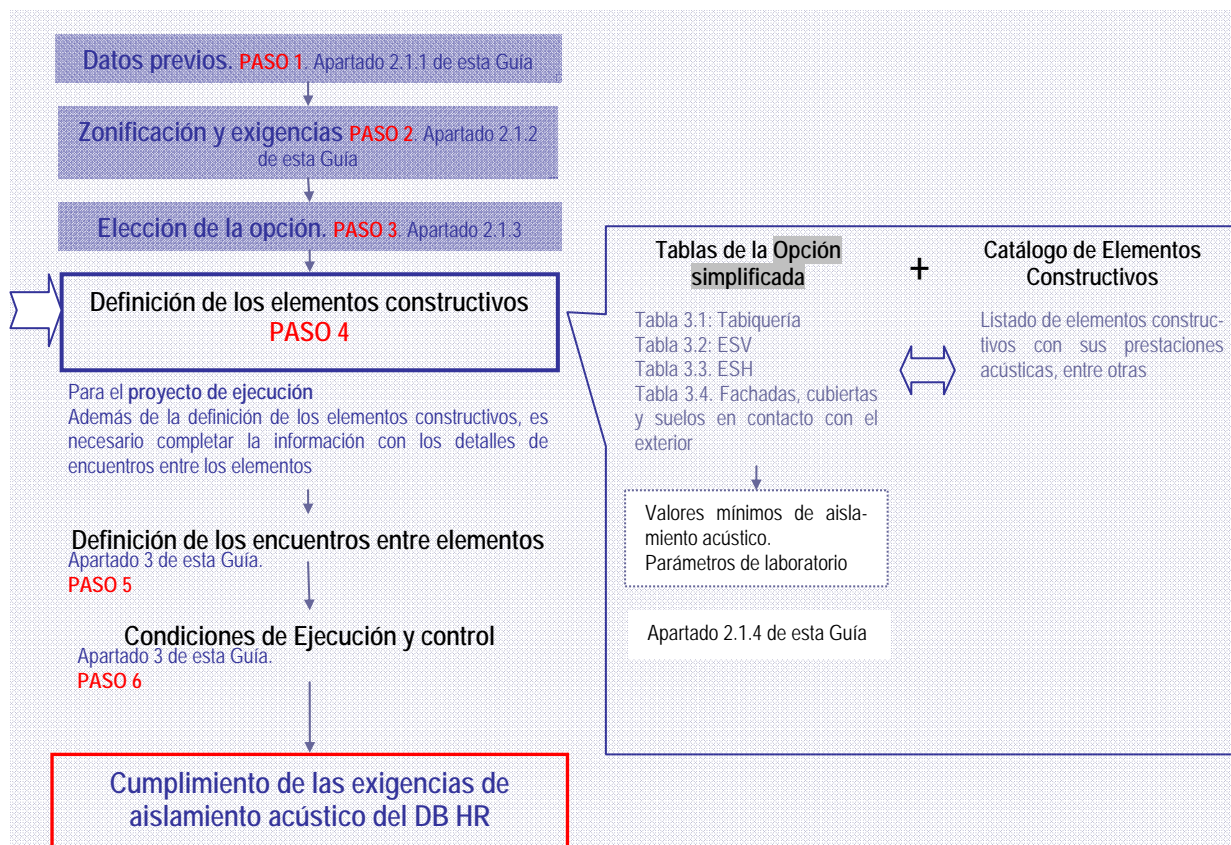 Datos previos. PASO 1. Apartado 2.1.1 de esta Guía
Zonificación y exigencias PASO 2. Apartado 2.1.2
de esta Guía
Elección de la opción. PASO 3. Apartado 2.1.3
Definición de los elementos constructivos
PASO 4
Para el proyecto de ejecución
Además de la definición de los elementos constructivos, es
necesario completar la información con los detalles de
encuentros entre los elementos
Definición de los encuentros entre elementos
Apartado 3 de esta Guía.
PASO 5
Condiciones de Ejecución y control
Apartado 3 de esta Guía.
PASO 6
Cumplimiento de las exigencias de
aislamiento acústico del DB HR
Tablas de la Opción
simplificada
+
Catálogo de Elementos
Constructivos
Tabla 3.1: Tabiquería
Tabla 3.2: ESV
Tabla 3.3. ESH
Tabla 3.4. Fachadas, cubiertas
y suelos en contacto con el
exterior
Listado de elementos construc-
tivos con sus prestaciones
acústicas, entre otras
Valores mínimos de aisla-
miento acústico.
Parámetros de laboratorio
Apartado 2.1.4 de esta Guía